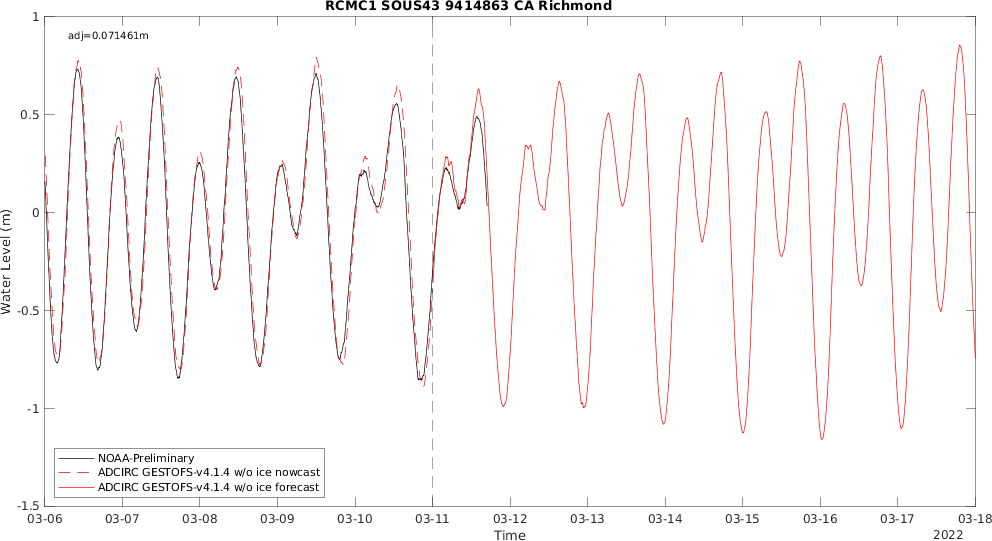 RCMC1 SOUS43 9414863 CA Richmond
adj=0.071461m
1
0.5
0
-0.5
-1
-1.5
Water Level (m)
NOAA-Preliminary
ADCIRC GESTOFS-v4.1.4 w/o ice nowcast
ADCIRC GESTOFS-v4.1.4 w/o ice forecast
03-06 03-07 03-08 03-09 03-10 03-11 03-12 03-13 03-14 03-15 03-16 03-17 03-18
Time
2022